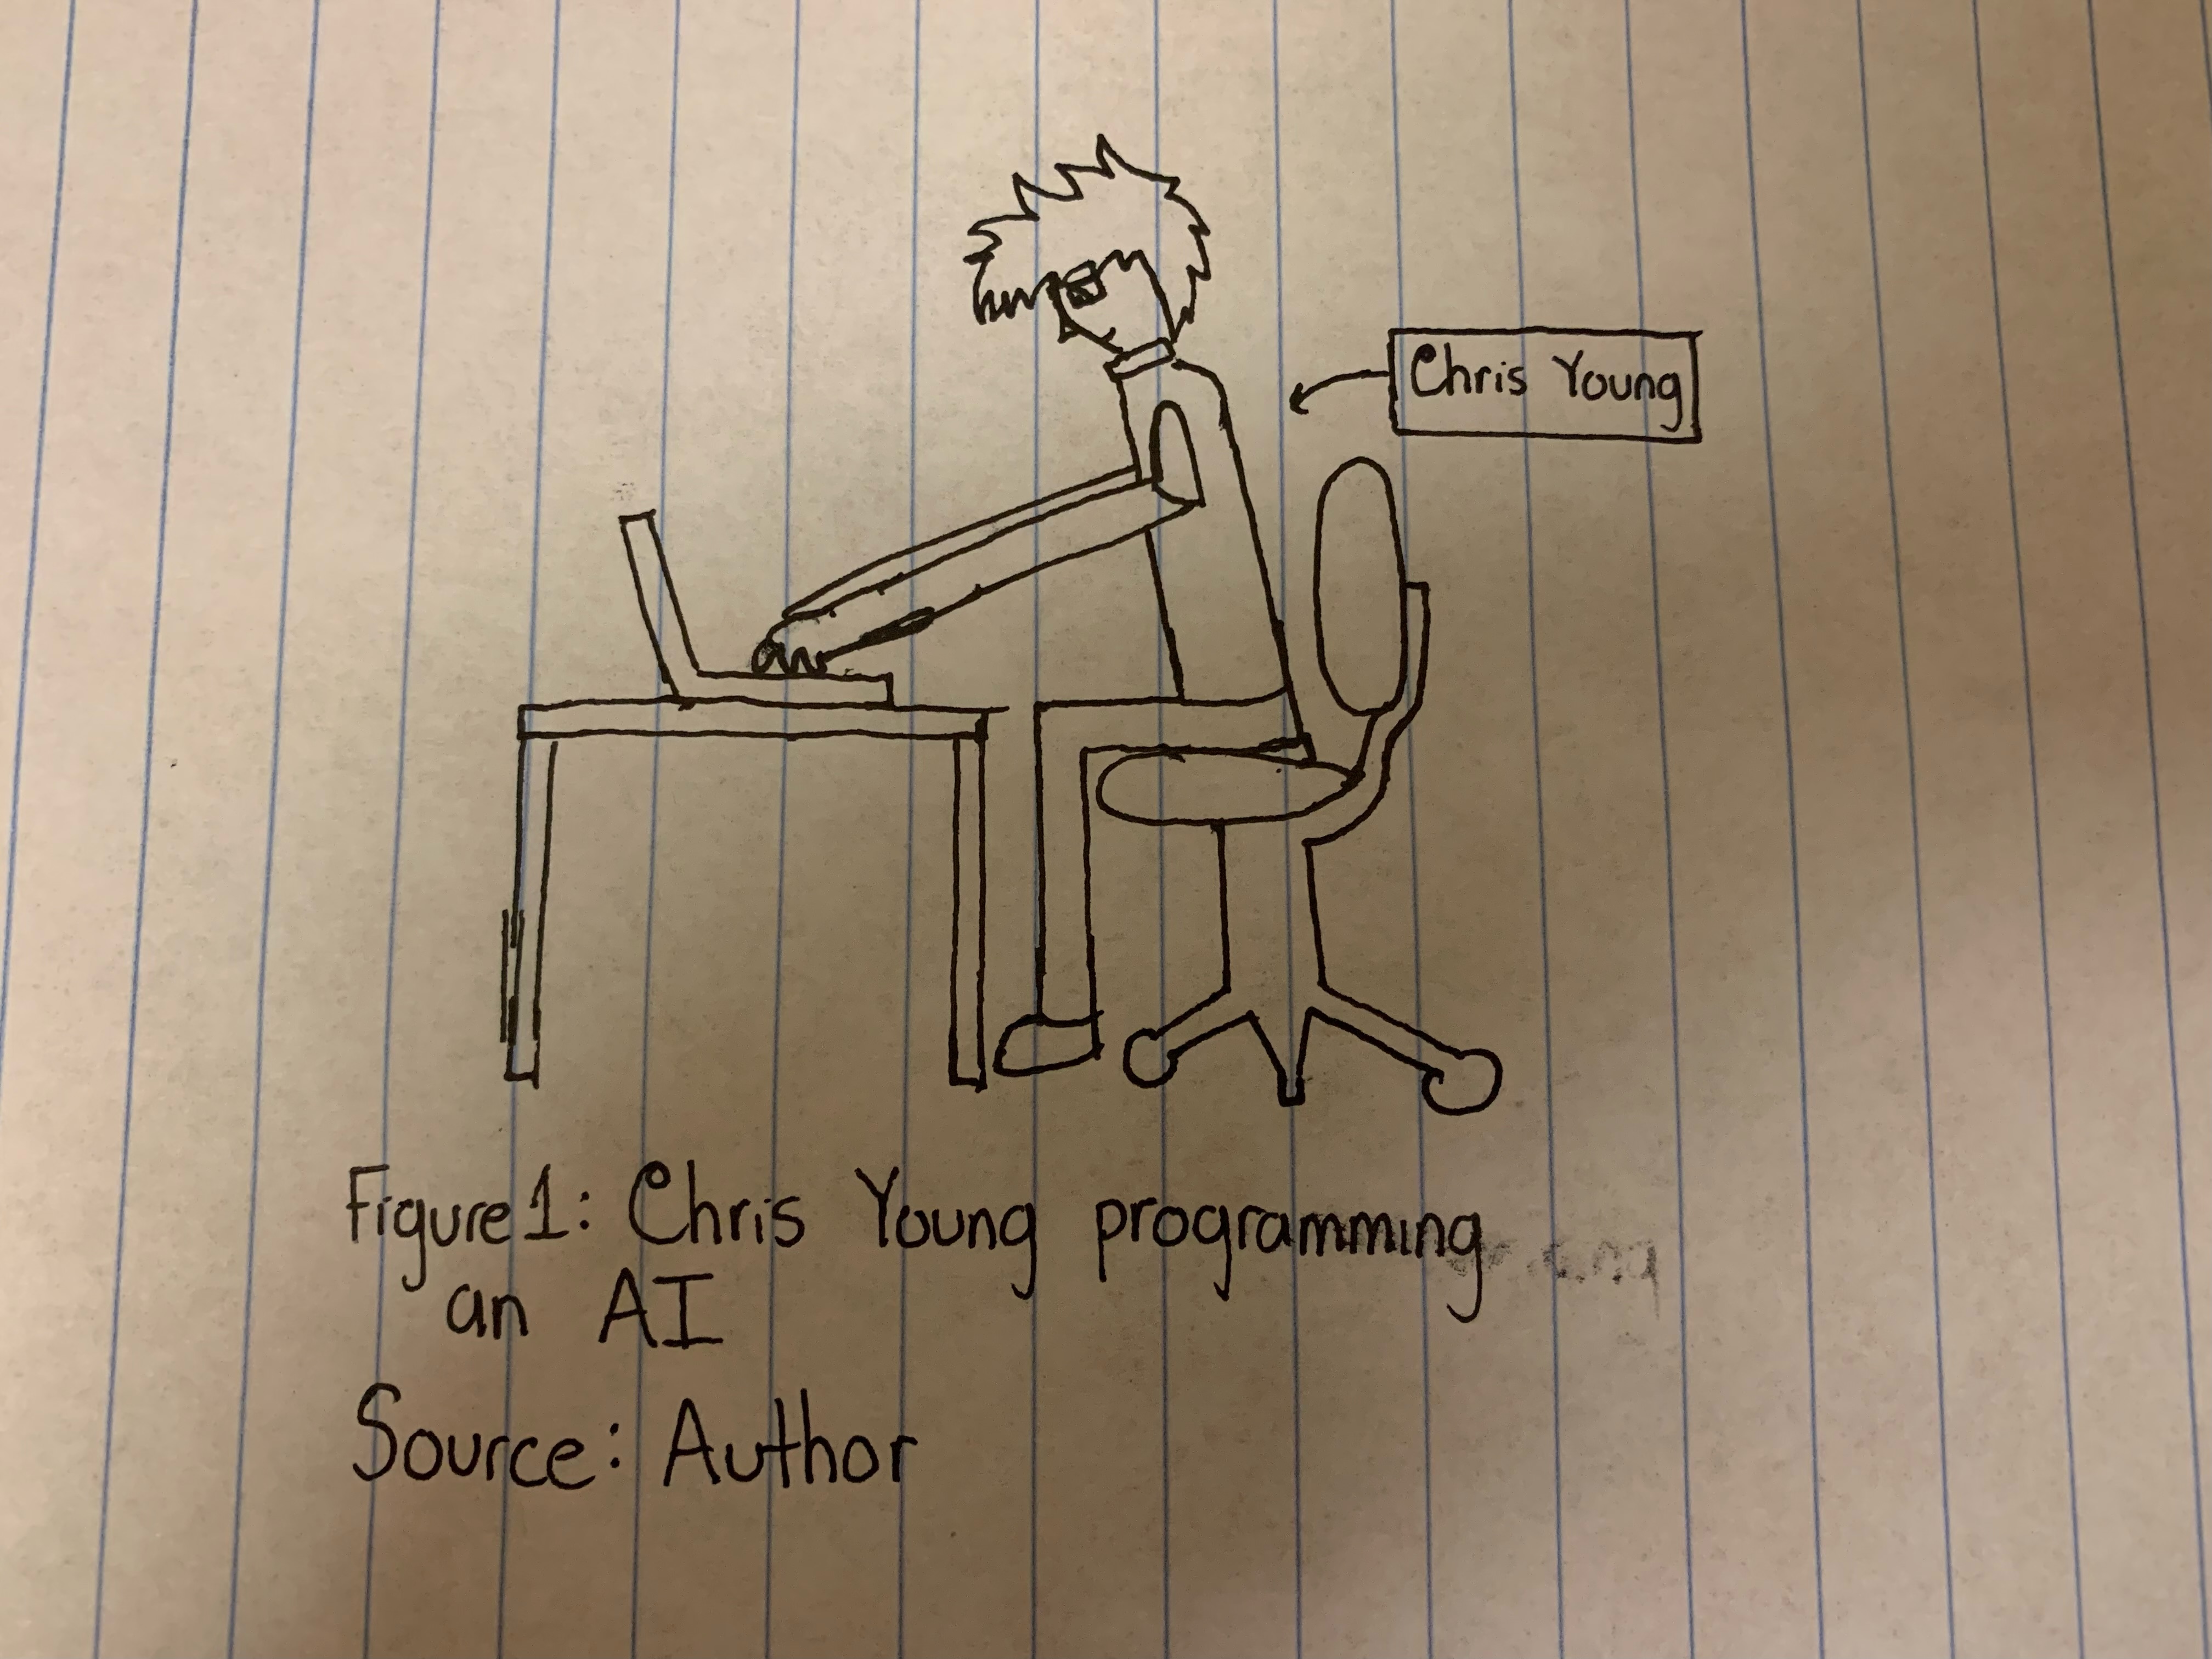 Chris Young
Figure 1: Chris Young programming
an AI
Source: Author